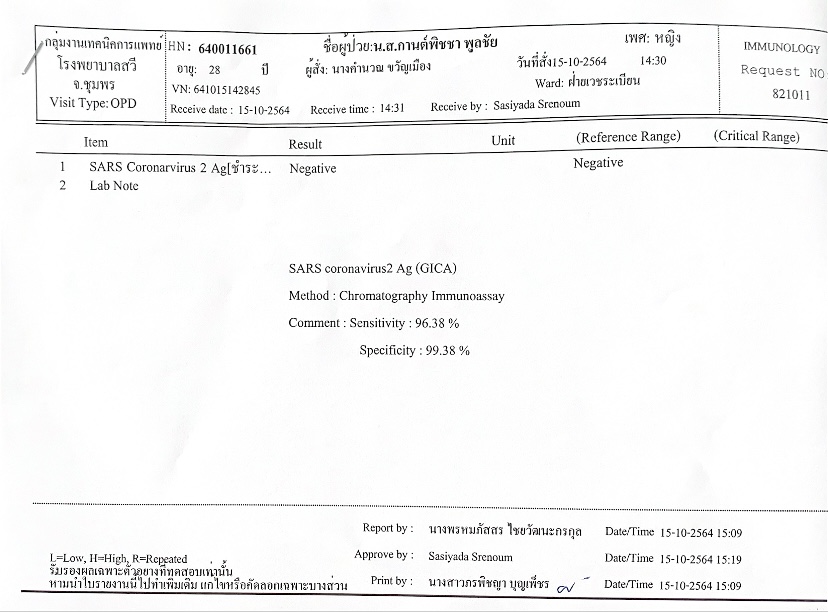 กลุ่มงานเทคนิคการแพทย์ HN: 640011661 ชื่อผู้ป่วย:น.ส.กานต์พิชชา พูลชัย เพศ: หญิง IMMUNOLOGY
โรงพยาบาลสวี อายุ: 28 ปี ผู้สั่ง: นางคำนวณ ขวัญเมือง วันที่สั่ง15-10-2564 14:30 Request NO:
จ.ชุมพร VN: 641015142845 Ward: ฝ่ายเวชระเบียน 821011
Visit Type: OPD Receive date : 15-10-2564 Receive time : 14:31 Receive by : Sasiyada Srenoum
Item Result Unit (Reference Range) (Critical Range)
1 SARS Coronarvirus 2 Ag[ชำระ... Negative Negative
2 Lab Note
SARS coronavirus2 Ag (GICA)
Method : Chromatography Immunoassay
Comment : Sensitivity : 96.38 %
Specificity : 99.38 %
Report by : นางพรหมภัสสร ไชยวัฒนะกรกุล Date/Time 15-10-2564 15:09
L=Low, H=High, R=Repeated Approve by : Sasiyada Srenoum Date/Time 15-10-2564 15:19
รับรองผลเฉพาะตัวอย่างที่ทดสอบเท่านั้น
ห้ามนำใบรายงานนี้ไปทำเพิ่มเติม แก้ไขหรือคัดลอกเฉพาะบางส่วน Print by : นางสาวภรพิชญา บุญเพ็ชร Date/Time 15-10-2564 15:09